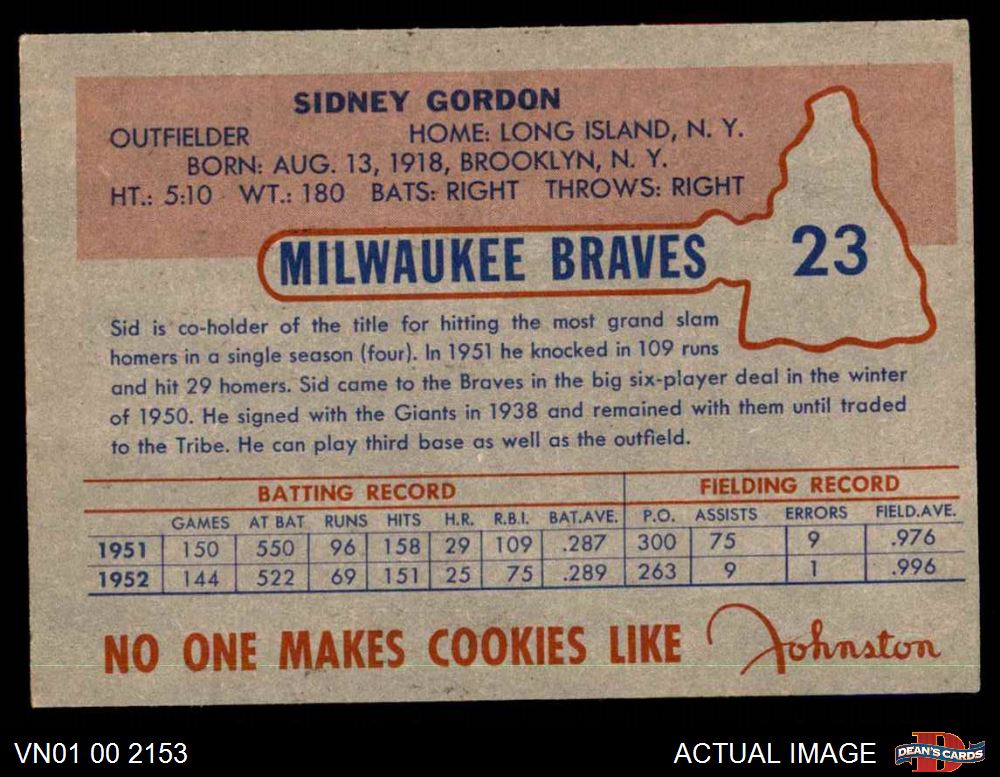 SIDNEY GORDON
OUTFIELDER HOME: LONG ISLAND, N. Y.
BORN: AUG. 13, 1918, BROOKLYN, N. Y.
HT.: 5:10 WT.: 180 BATS: RIGHT THROWS: RIGHT
MILWAUKEE BRAVES 23
Sid is co-holder of the title for hitting the most grand slam
homers in a single season (four). In 1951 he knocked in 109 runs
and hit 29 homers. Sid came to the Braves in the big six-player deal in the winter
of 1950. He signed with the Giants in 1938 and remained with them until traded
to the Tribe. He can play third base as well as the outfield.
BATTING RECORD FIELDING RECORD
GAMES AT BAT RUNS HITS H.R. R.B.I. BAT.AVE. P.O. ASSISTS ERRORS FIELD.AVE.
1951 150 550 96 158 29 109 .287 300 75 9 .976
1952 144 522 69 151 25 75 .289 263 9 1 .996
NO ONE MAKES COOKIES LIKE Johnston
VN01 00 2153 ACTUAL IMAGE D DEAN'S CARDS